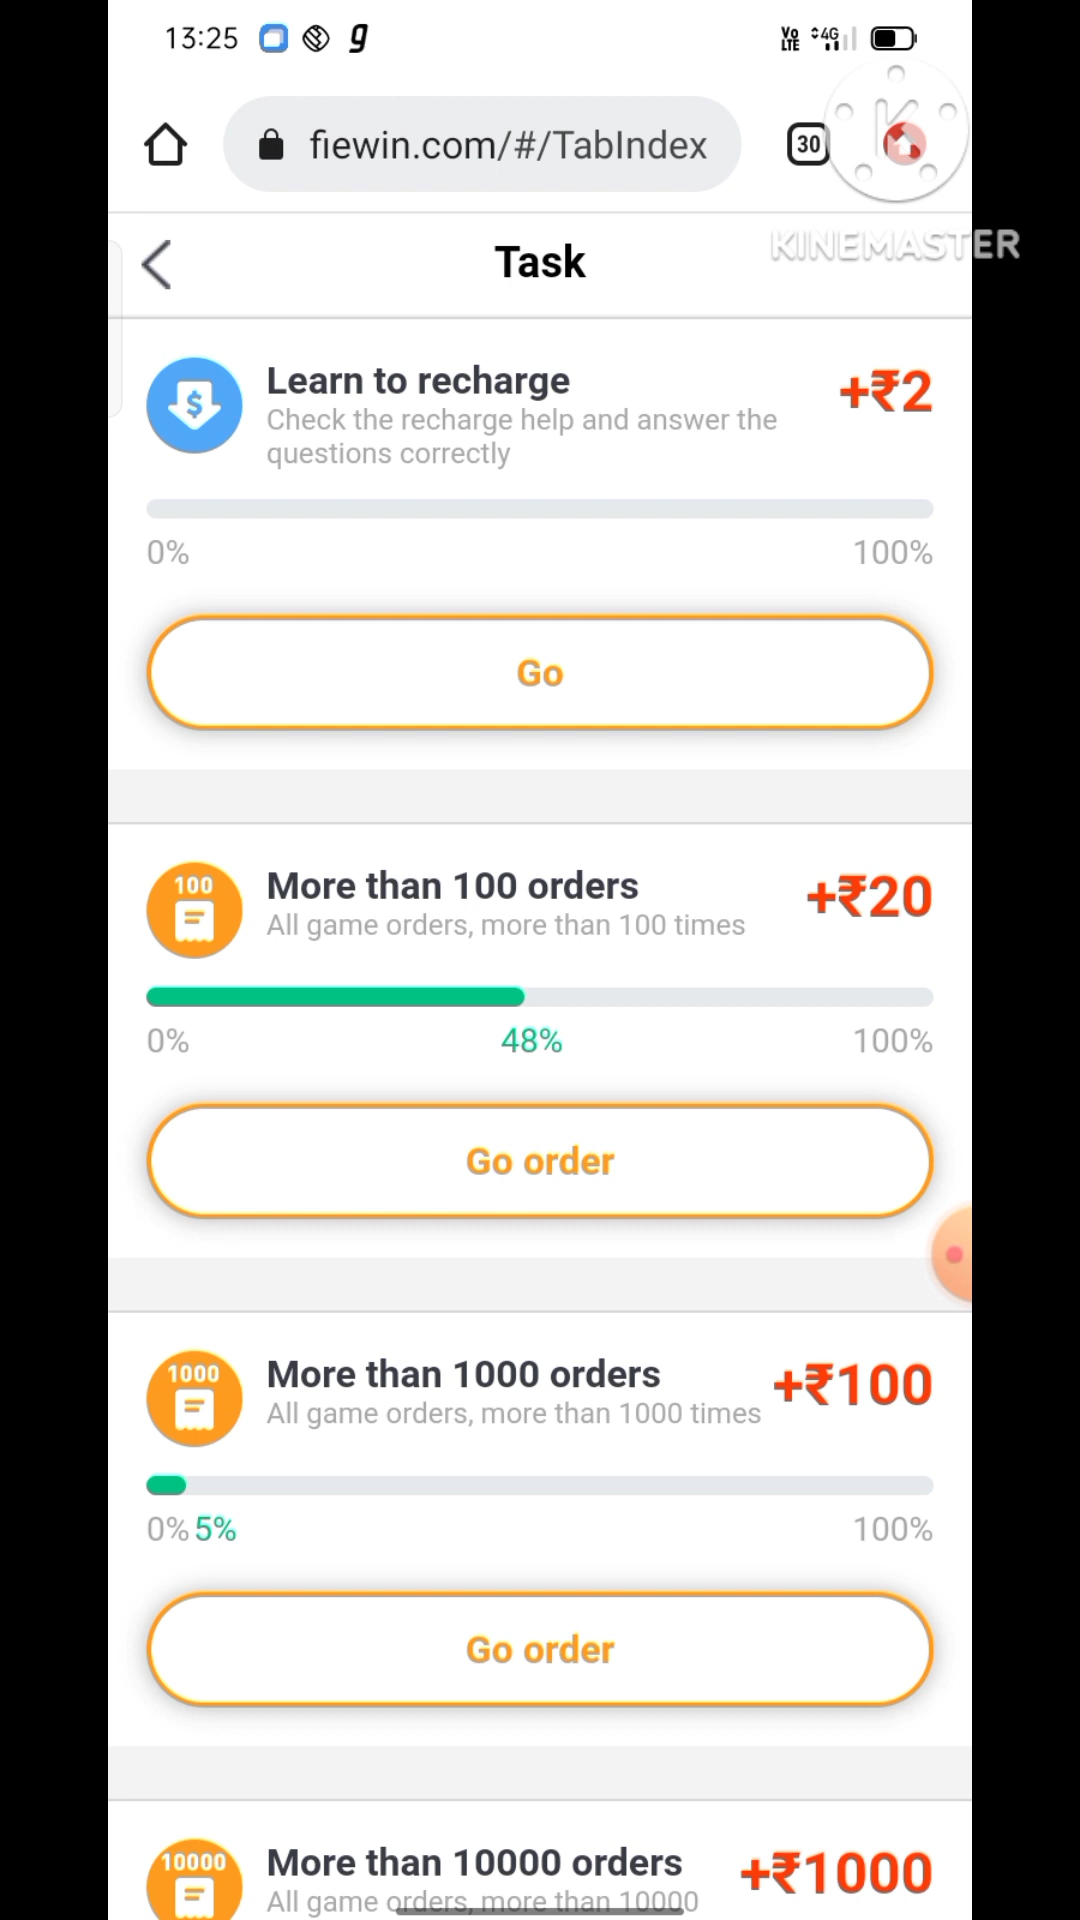 13:25
Vo
LTE
4G
fiewin.com/#/TabIndex
30
K
KINEMASTER
Task
Learn to recharge
+₹2
Check the recharge help and answer the
questions correctly
0%
100%
Go
100
More than 100 orders
+₹20
All game orders, more than 100 times
0%
48%
100%
Go order
1000
More than 1000 orders
+₹100
All game orders, more than 1000 times
0%
5%
100%
Go order
10000
More than 10000 orders
+₹1000
All game orders, more than 10000